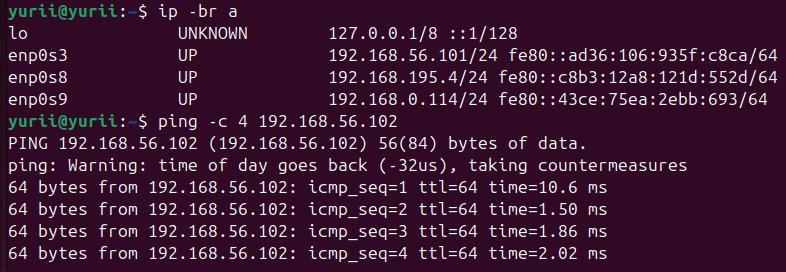 yurii@yurii:~$ ip -br a
lo               UNKNOWN        127.0.0.1/8 ::1/128
enp0s3           UP             192.168.56.101/24 fe80::ad36:106:935f:c8ca/64
enp0s8           UP             192.168.195.4/24 fe80::c8b3:12a8:121d:552d/64
enp0s9           UP             192.168.0.114/24 fe80::43ce:75ea:2ebb:693/64
yurii@yurii:~$ ping -c 4 192.168.56.102
PING 192.168.56.102 (192.168.56.102) 56(84) bytes of data.
ping: Warning: time of day goes back (-32us), taking countermeasures
64 bytes from 192.168.56.102: icmp_seq=1 ttl=64 time=10.6 ms
64 bytes from 192.168.56.102: icmp_seq=2 ttl=64 time=1.50 ms
64 bytes from 192.168.56.102: icmp_seq=3 ttl=64 time=1.86 ms
64 bytes from 192.168.56.102: icmp_seq=4 ttl=64 time=2.02 ms